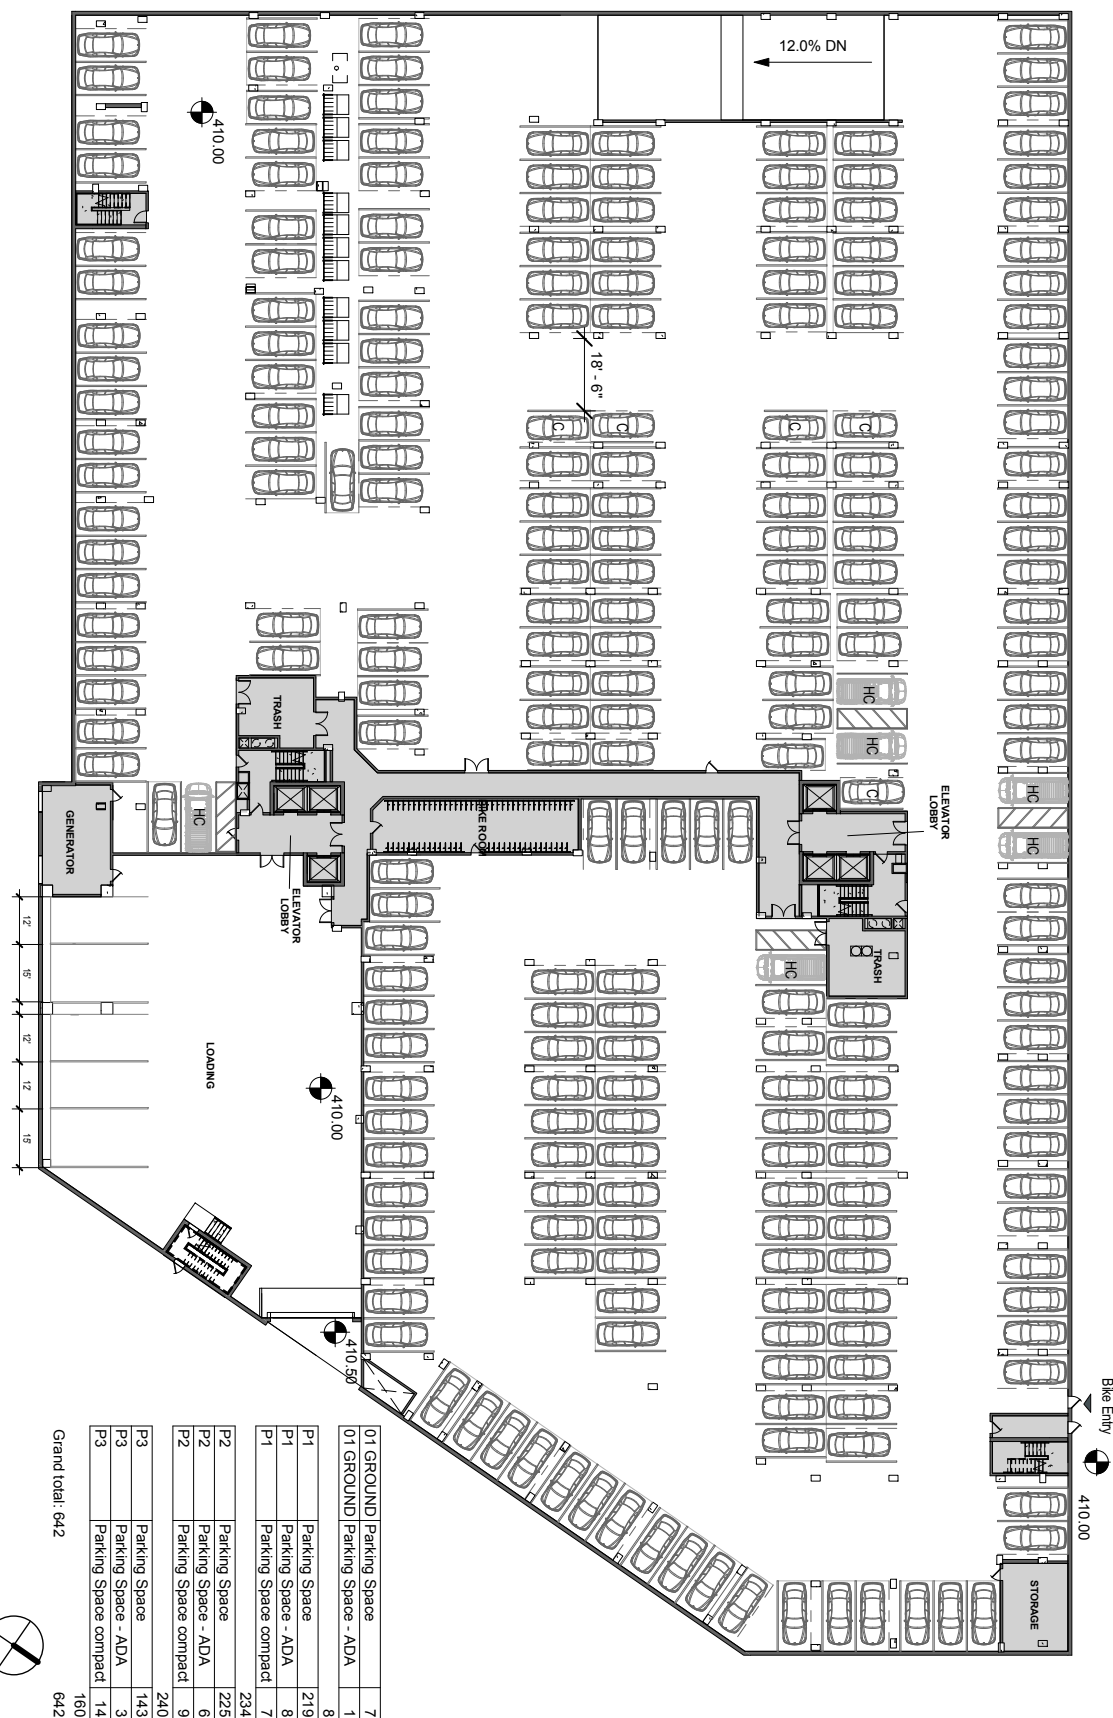 12.0% DN
410.00
18' - 6"
C
C
C
C
HC
HC
C
HC
HC
TRASH
ELEVATOR
LOBBY
BIKE ROOM
HC
GENERATOR
ELEVATOR
LOBBY
TRASH
HC
12'
15'
12'
12'
15'
LOADING
410.00
410.50
Bike Entry
410.00
STORAGE
01 GROUND Parking Space 7
01 GROUND Parking Space - ADA 1
8
P1 Parking Space 219
P1 Parking Space - ADA 8
P1 Parking Space compact 7
234
P2 Parking Space 225
P2 Parking Space - ADA 6
P2 Parking Space compact 9
240
P3 Parking Space 143
P3 Parking Space - ADA 3
P3 Parking Space compact 14
160
Grand total: 642 642